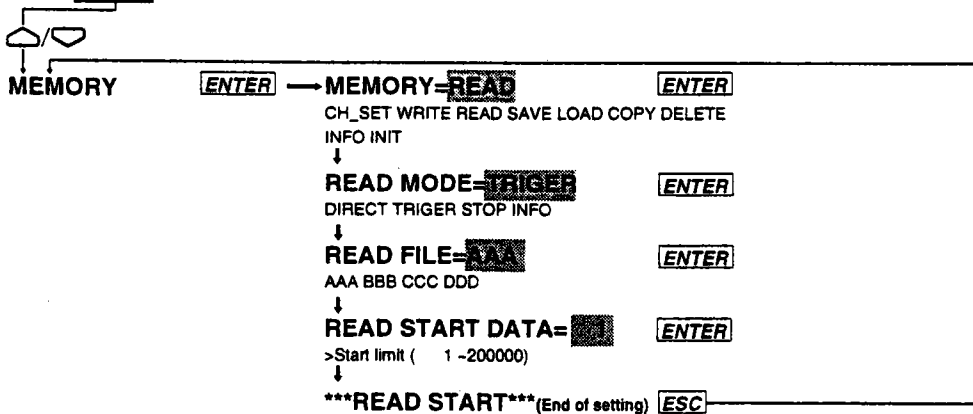 MEMORY ENTER MEMORY=READ ENTER
CH_SET WRITE READ SAVE LOAD COPY DELETE
INFO INIT
READ MODE=TRIGER ENTER
DIRECT TRIGER STOP INFO
READ FILE=AAA ENTER
AAA BBB CCC DDD
READ START DATA= ENTER
>Start limit ( 1 ~200000)
***READ START***(End of setting) ESC